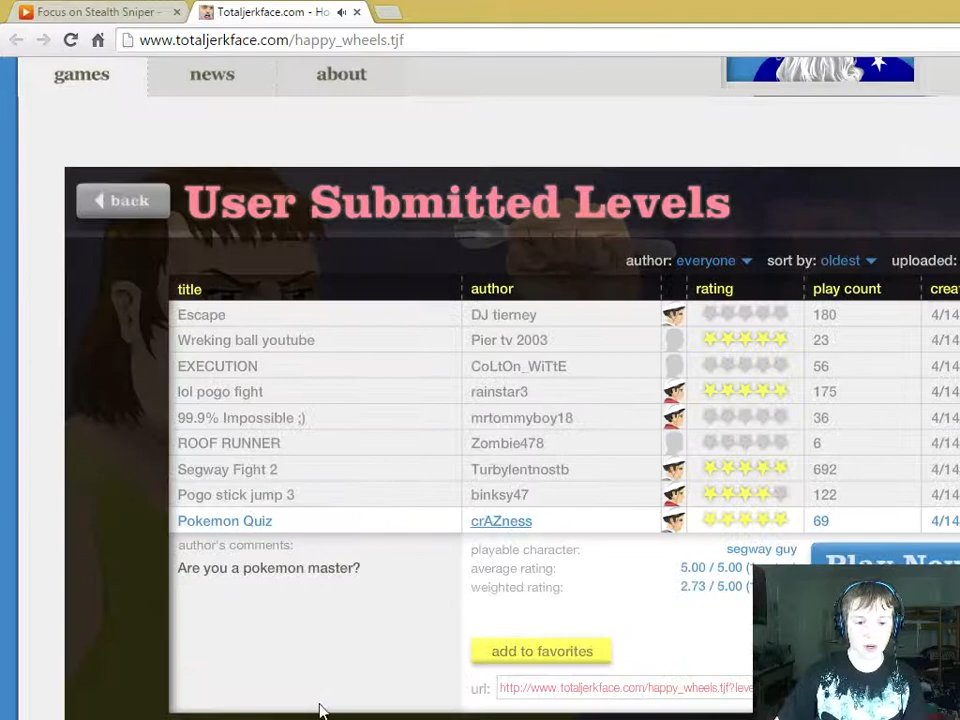 Focus on Stealth Sniper -
Totaljerkface.com - Ho
www.totaljerkface.com/happy_wheels.tjf
games news about
back
User Submitted Levels
author: everyone sort by: oldest uploaded:
title author rating play count
Escape DJ tierney 180 4/14
Wreking ball youtube Pier tv 2003 23 4/14
EXECUTION CoLtOn_WiTtE 56 4/14
lol pogo fight rainstar3 175 4/14
99.9% Impossible ;) mrtommyboy18 36 4/14
ROOF RUNNER Zombie478 6 4/14
Segway Fight 2 Turbylentnostb 692 4/14
Pogo stick jump 3 binksy47 122 4/14
Pokemon Quiz crAZness 69 4/14
author's comments:
Are you a pokemon master?
playable character: segway guy
average rating: 5.00 / 5.00
weighted rating: 2.73 / 5.00
Play
add to favorites
url: http://www.totaljerkface.com/happy_wheels.tjf?leve